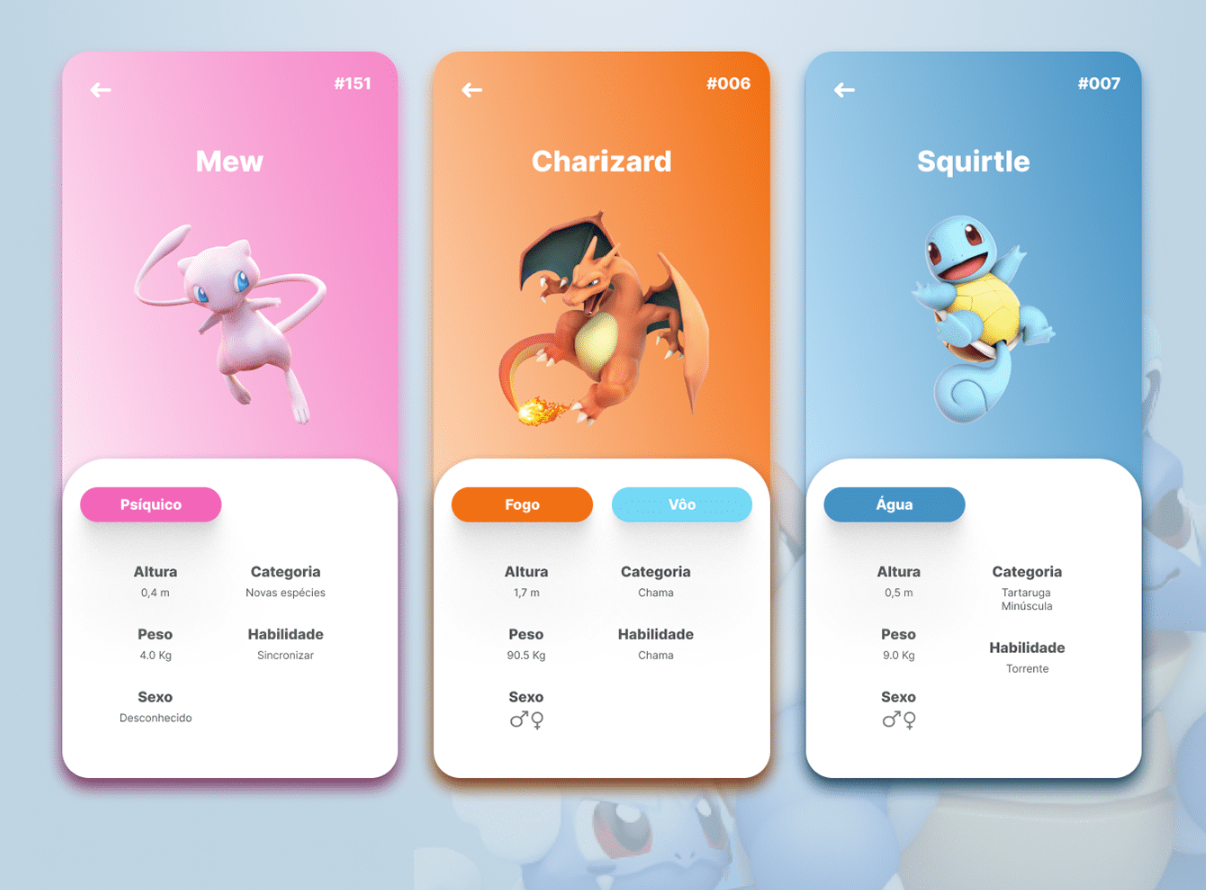 #151
Mew
Psíquico
Altura
0,4 m
Categoria
Novas espécies
Peso
4.0 Kg
Habilidade
Sincronizar
Sexo
Desconhecido
#006
Charizard
Fogo
Vôo
Altura
1,7 m
Categoria
Chama
Peso
90.5 Kg
Habilidade
Chama
Sexo
♂♀
#007
Squirtle
Água
Altura
0,5 m
Categoria
Tartaruga
Minúscula
Peso
9.0 Kg
Habilidade
Torrente
Sexo
♂♀